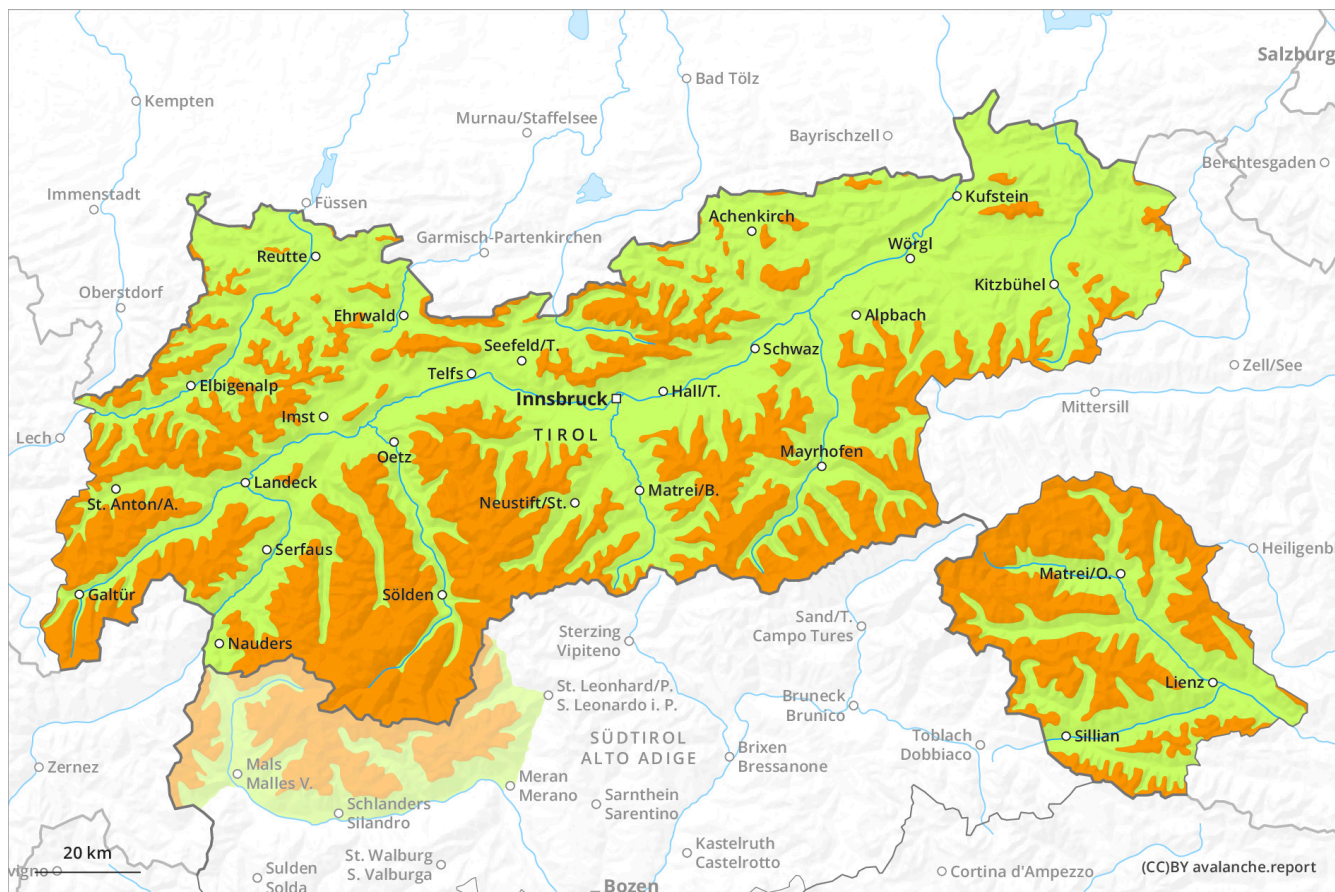 Salzburg
Bad Tölz
Kempten
Murnau/Staffelsee
Bayrischzell
Berchtesgaden
Immenstadt
Füssen
Kufstein
Achenkirch
Garmisch-Partenkirchen
Wörgl
Reutte
Kitzbühel
Oberstdorf
Ehrwald
Alpbach
Seefeld/T.
Schwaz
Zell/See
Telfs
Elbigenalp
Hall/T.
Innsbruck
Mittersill
Imst
Lech
TIROL
Oetz
Mayrhofen
Landeck
Matrei/B.
St. Anton/A.
Neustift/St.
Serfaus
Heiligenb
Matrei/O.
Galtür
Sölden
Sand/T.
Campo Tures
Sterzing
Vipiteno
Nauders
Lienz
St. Leonhard/P.
S. Leonardo i. P.
Bruneck
Brunico
SÜDTIROL
ALTO ADIGE
Toblach
Dobbiaco
Sillian
Brixen
Bressanone
Zernez
Mals
Malles V.
Meran
Merano
Schlanders
Silandro
Sarnthein
Sarentino
Kastelruth
Castelrotto
20 km
St. Walburg
S. Valburga
vigno
Sulden
Solda
Cortina d'Ampezzo
(CC)BY avalanche.report
Bozen